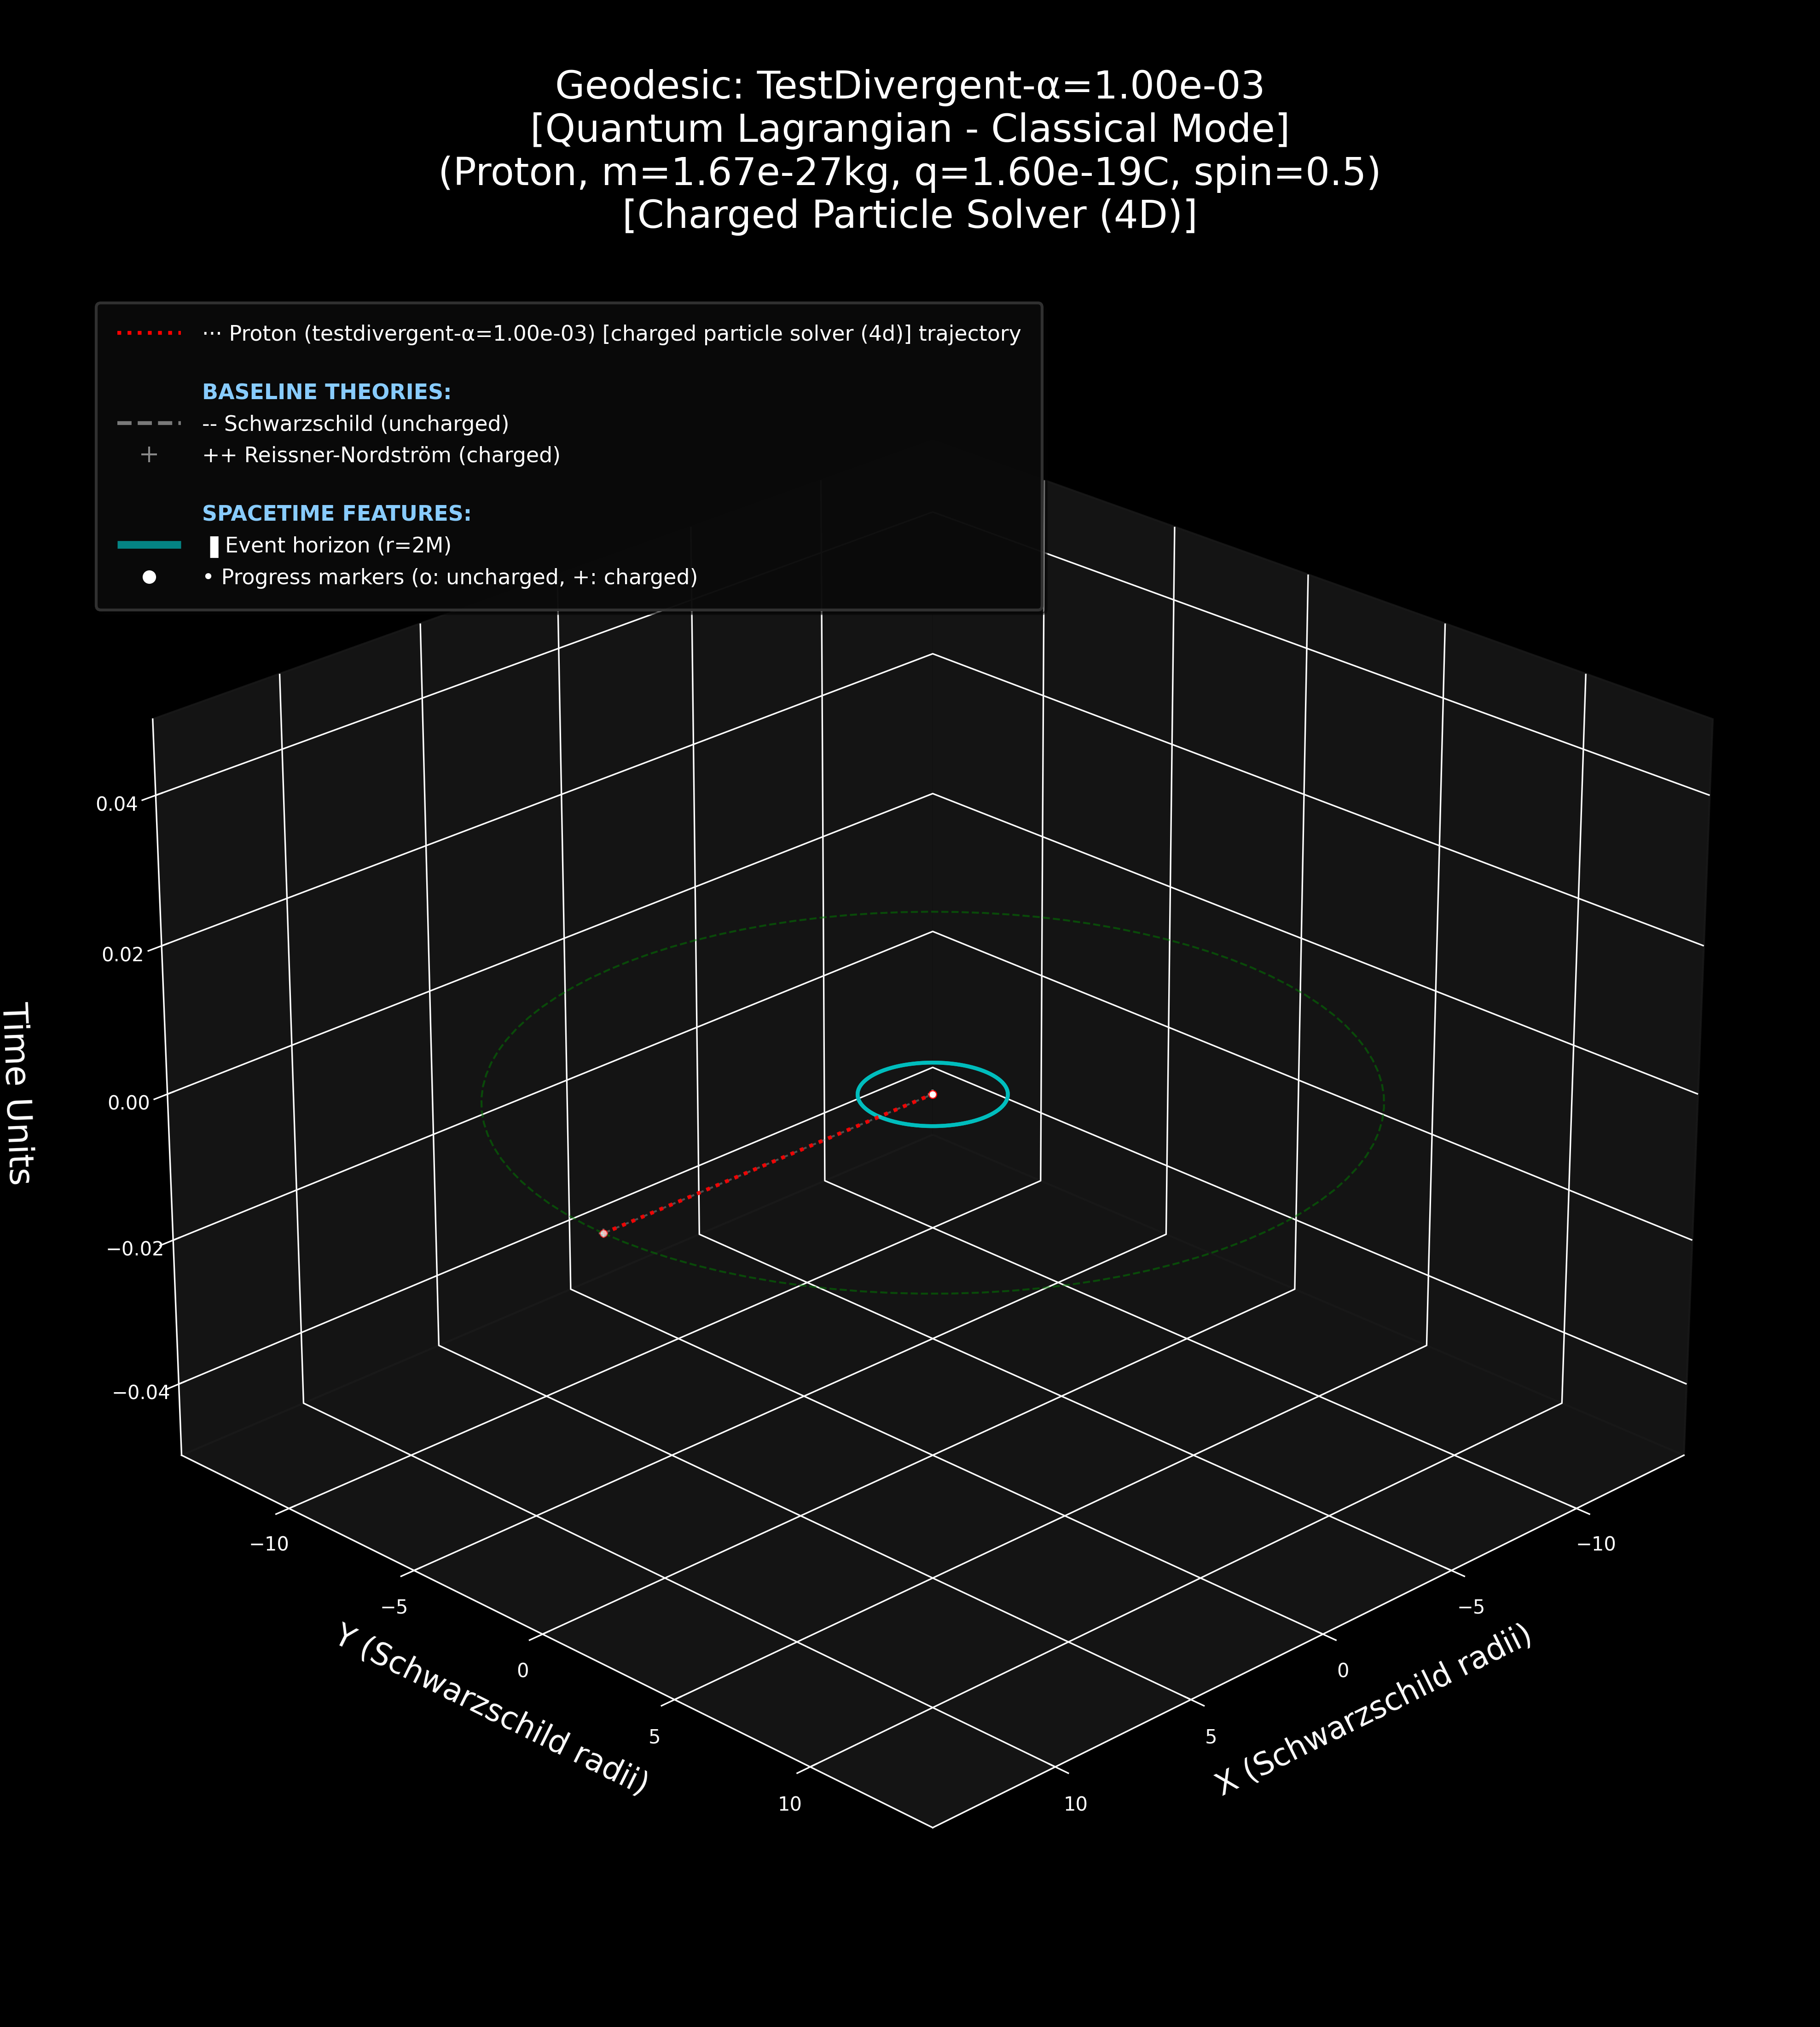 Geodesic: TestDivergent-α=1.00e-03
[Quantum Lagrangian - Classical Mode]
(Proton, m=1.67e-27kg, q=1.60e-19C, spin=0.5)
[Charged Particle Solver (4D)]
··· Proton (testdivergent-α=1.00e-03) [charged particle solver (4d)] trajectory
BASELINE THEORIES:
-- Schwarzschild (uncharged)
++ Reissner-Nordström (charged)
SPACETIME FEATURES:
▐ Event horizon (r=2M)
• Progress markers (o: uncharged, +: charged)
0.04
0.02
0.00
−0.02
−0.04
Time Units
−10
−5
0
5
10
Y (Schwarzschild radii)
−10
−5
0
5
10
X (Schwarzschild radii)